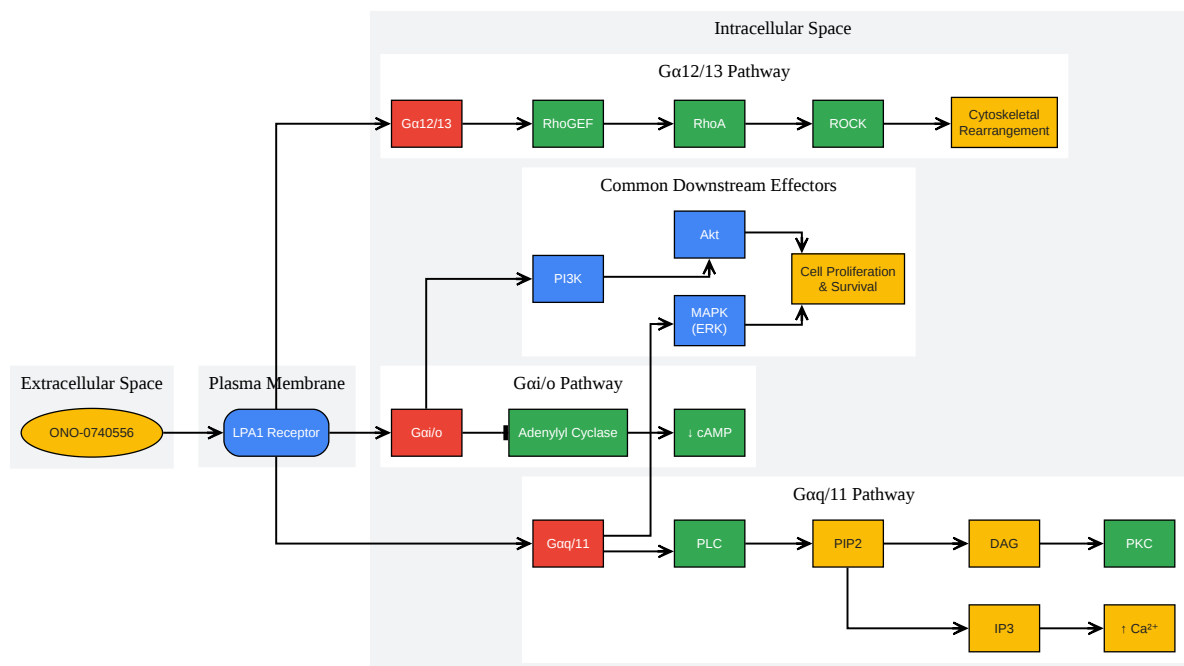 Intracellular Space
Gα12/13 Pathway
Gα12/13
RhoGEF
RhoA
ROCK
Cytoskeletal
Rearrangement
Common Downstream Effectors
Akt
PI3K
Cell Proliferation
& Survival
MAPK
(ERK)
Extracellular Space
Plasma Membrane
Gαi/o Pathway
ONO-0740556
LPA1 Receptor
Gαi/o
Adenylyl Cyclase
↓ cAMP
Gαq/11 Pathway
Gαq/11
PLC
PIP2
DAG
PKC
IP3
↑ Ca²⁺